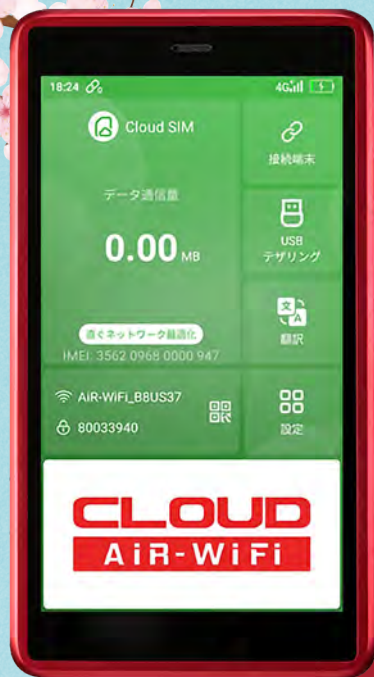 18:24
4G
Cloud SIM
データ通信量
0.00 MB
直ぐネットワーク最適化
IMEI: 3562 0968 0000 947
接続端末
USB
テザリング
文 A
翻訳
AiR-WiFi_B8US37
80033940
設定
CLOUD
AiR-WiFi